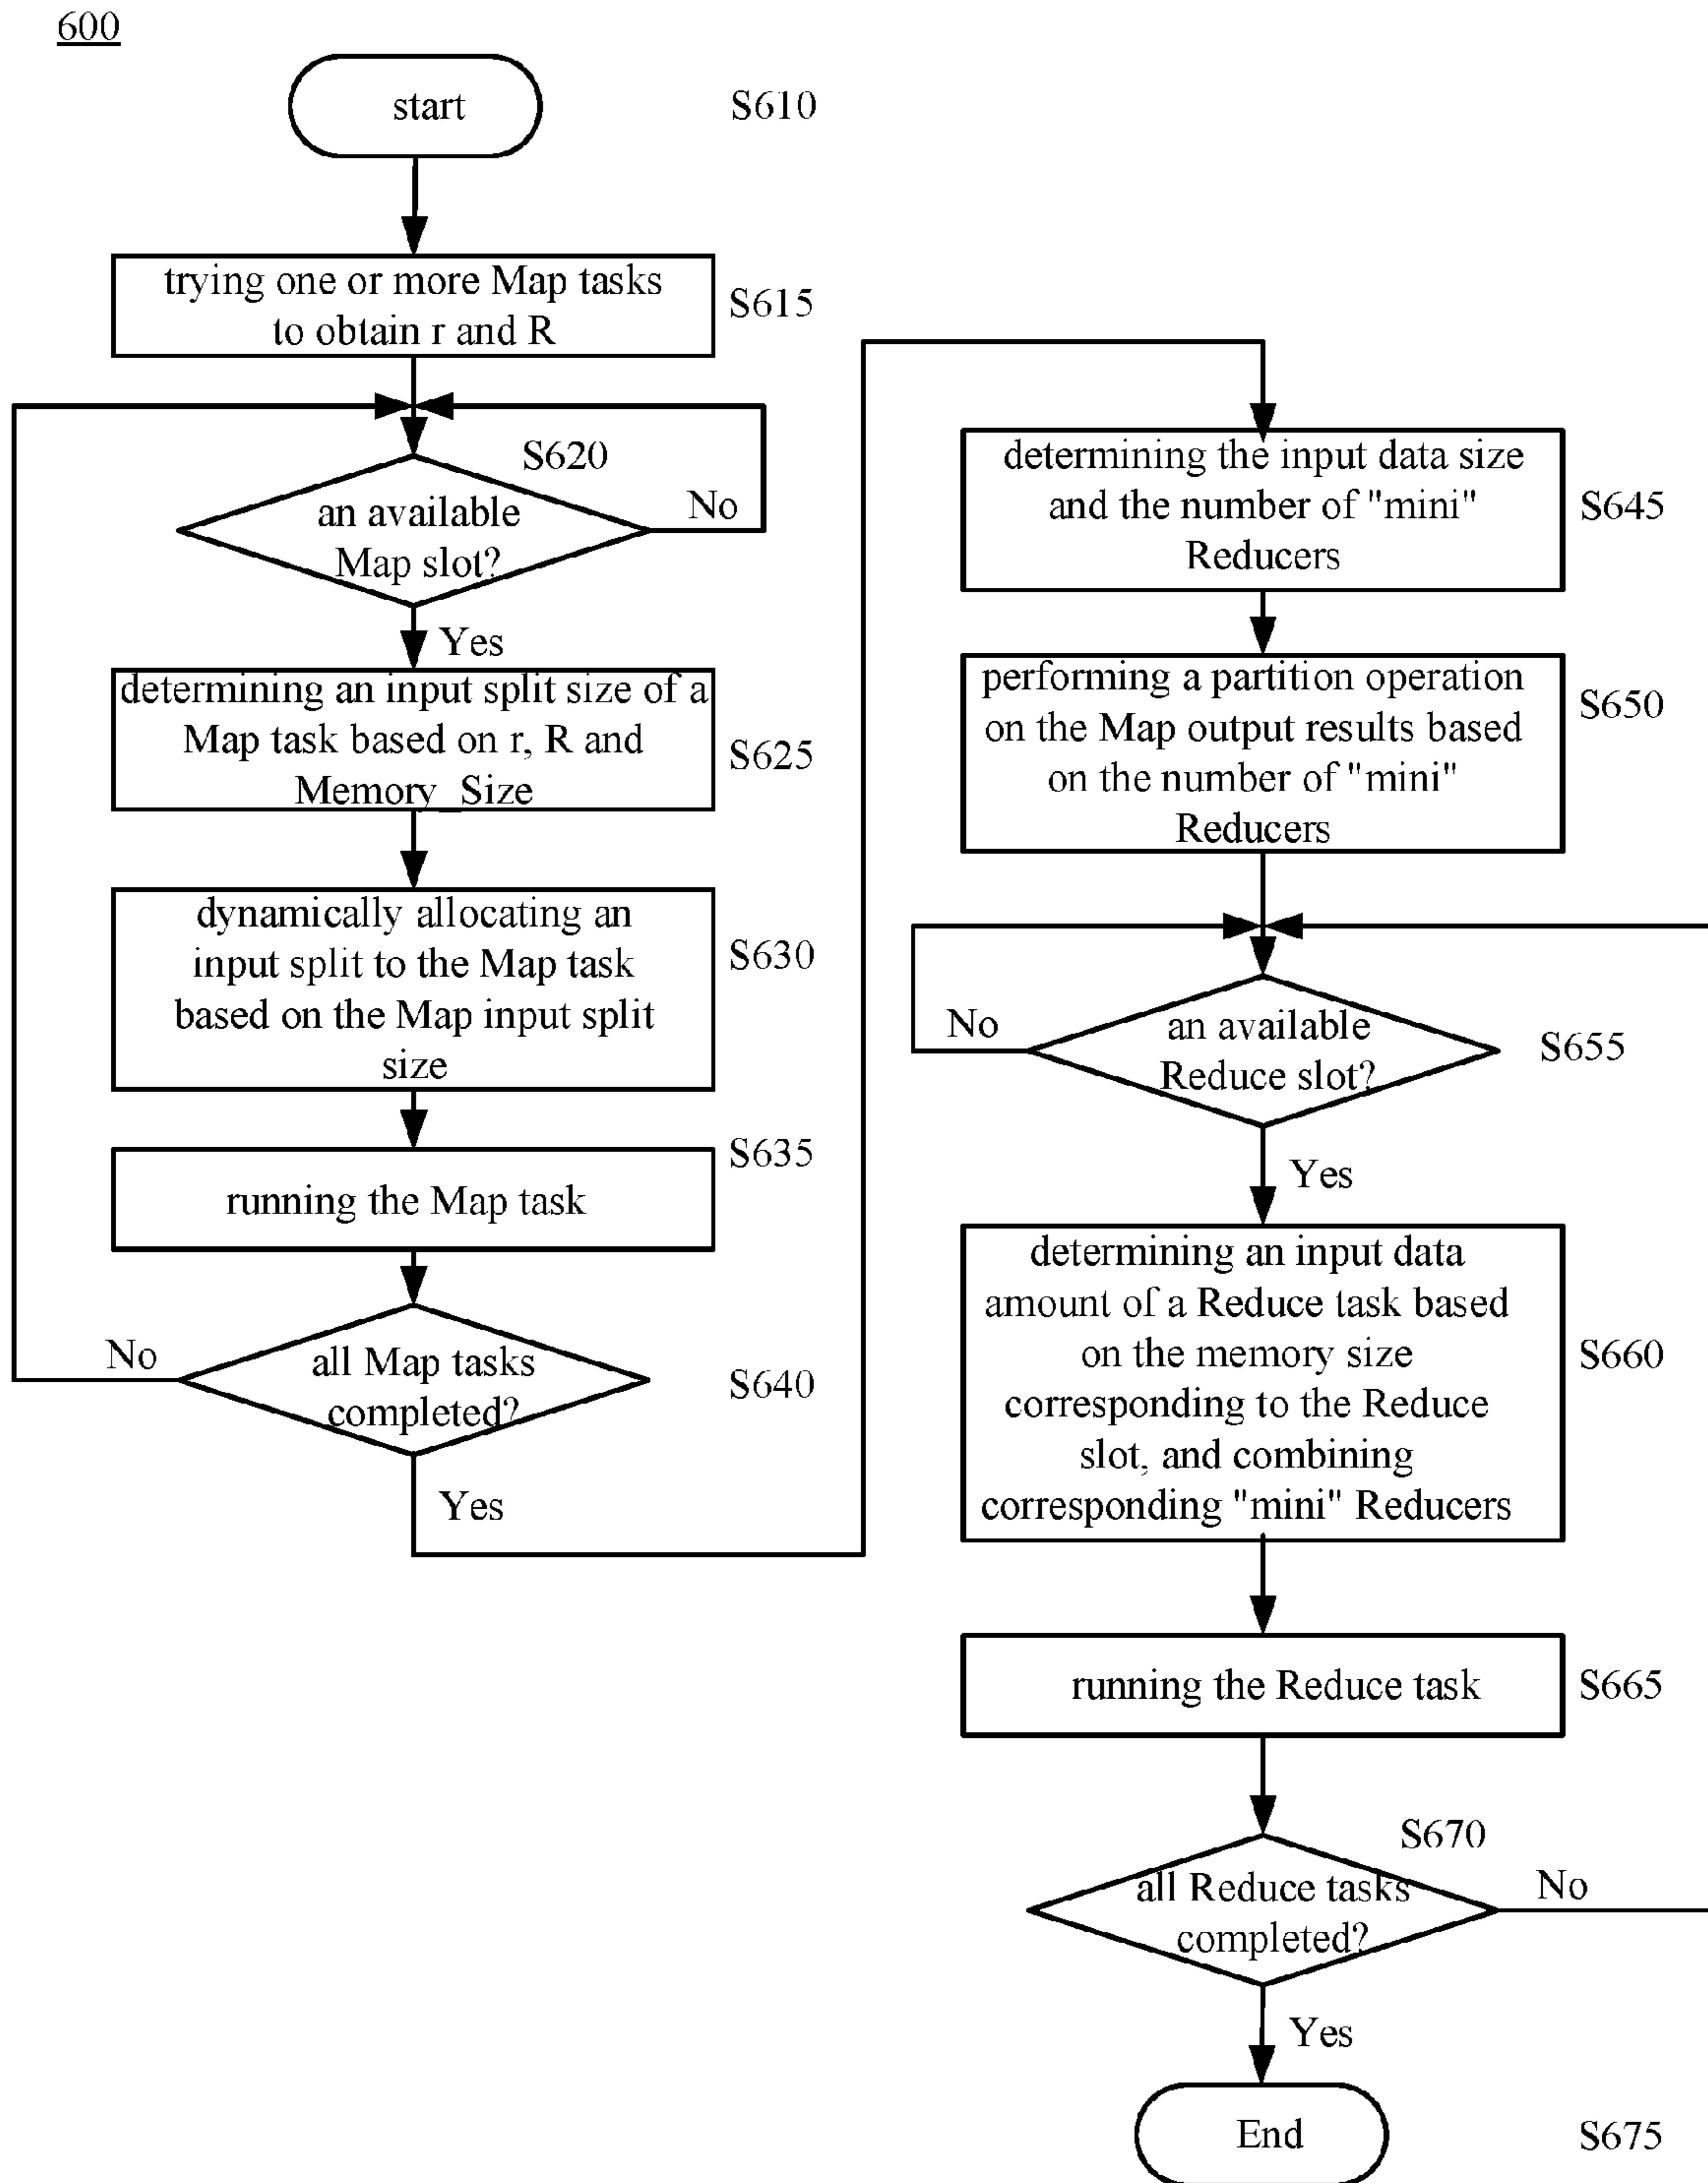 600
start
S610
trying one or more Map tasks
to obtain r and R
S615
S620
an available
Map slot?
No
Yes
determining an input split size of a
Map task based on r, R and
Memory_Size
S625
dynamically allocating an
input split to the Map task
based on the Map input split
size
S630
S635
running the Map task
No
all Map tasks
completed?
S640
Yes
determining the input data size
and the number of "mini"
Reducers
S645
performing a partition operation
on the Map output results based
on the number of "mini"
Reducers
S650
No
an available
Reduce slot?
S655
Yes
determining an input data
amount of a Reduce task based
on the memory size
corresponding to the Reduce
slot, and combining
corresponding "mini" Reducers
S660
running the Reduce task
S665
S670
all Reduce tasks
completed?
No
Yes
End
S675